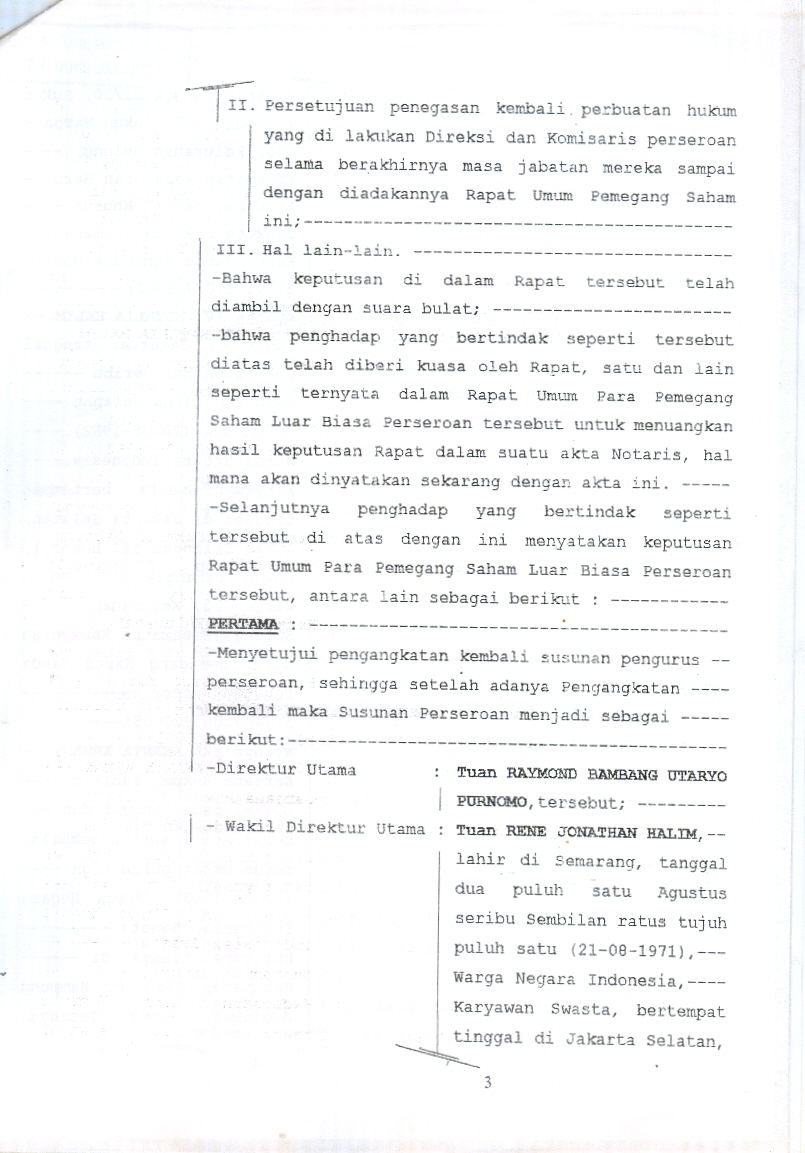 II. Persetujuan penegasan kembali perbuatan hukum
yang di lakukan Direksi dan Komisaris perseroan
selama berakhirnya masa jabatan mereka sampai
dengan diadakannya Rapat Umum Pemegang Saham
ini;-------------------------------------------
III. Hal lain-lain. --------------------------------
-Bahwa keputusan di dalam Rapat tersebut telah
diambil dengan suara bulat; ------------------------
-bahwa penghadap yang bertindak seperti tersebut
diatas telah diberi kuasa oleh Rapat, satu dan lain
seperti ternyata dalam Rapat Umum Para Pemegang
Saham Luar Biasa Perseroan tersebut untuk menuangkan
hasil keputusan Rapat dalam suatu akta Notaris, hal
mana akan dinyatakan sekarang dengan akta ini. -----
-Selanjutnya penghadap yang bertindak seperti
tersebut di atas dengan ini menyatakan keputusan
Rapat Umum Para Pemegang Saham Luar Biasa Perseroan
tersebut, antara lain sebagai berikut : ------------
PERTAMA : ------------------------------------------
-Menyetujui pengangkatan kembali susunan pengurus --
perseroan, sehingga setelah adanya Pengangkatan ----
kembali maka Susunan Perseroan menjadi sebagai -----
berikut:--------------------------------------------
-Direktur Utama : Tuan RAYMOND BAMBANG UTARYO
PURNOMO, tersebut; ---------
- Wakil Direktur Utama : Tuan RENE JONATHAN HALIM,--
lahir di Semarang, tanggal
dua puluh satu Agustus
seribu Sembilan ratus tujuh
puluh satu (21-08-1971),---
Warga Negara Indonesia,----
Karyawan Swasta, bertempat
tinggal di Jakarta Selatan,
3